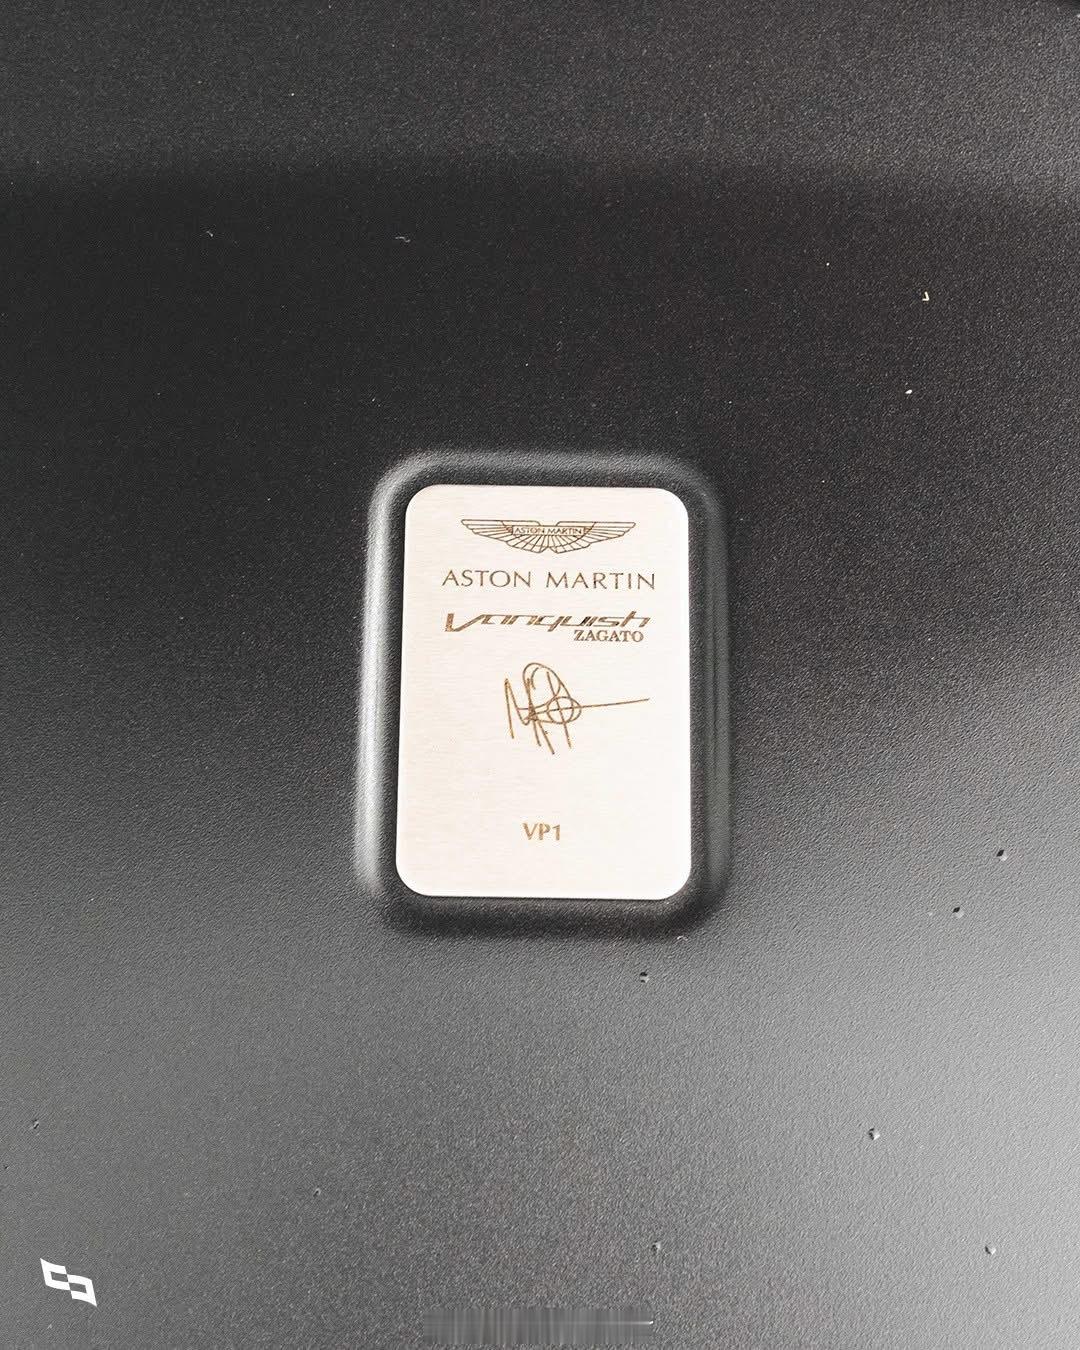 ASTON MARTIN
ASTON MARTIN
Vanquish
ZAGATO
VP1